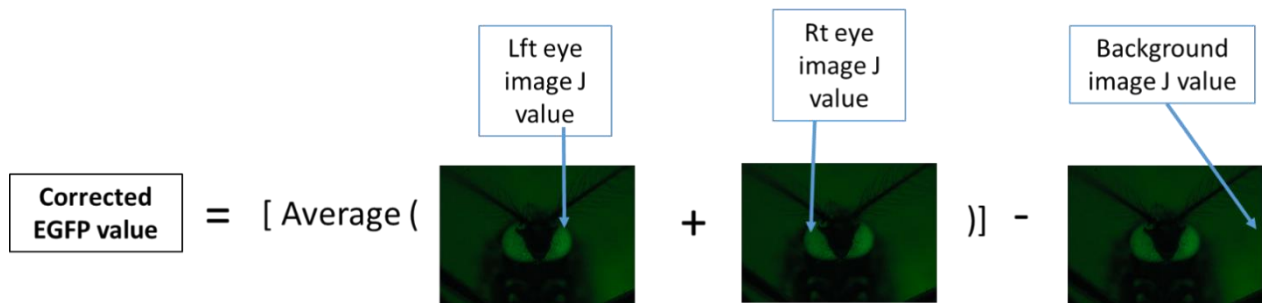 Lft eye
image J
value
Rt eye
image J
value
Background
image J value
Corrected
EGFP value
= [ Average ( + )] -